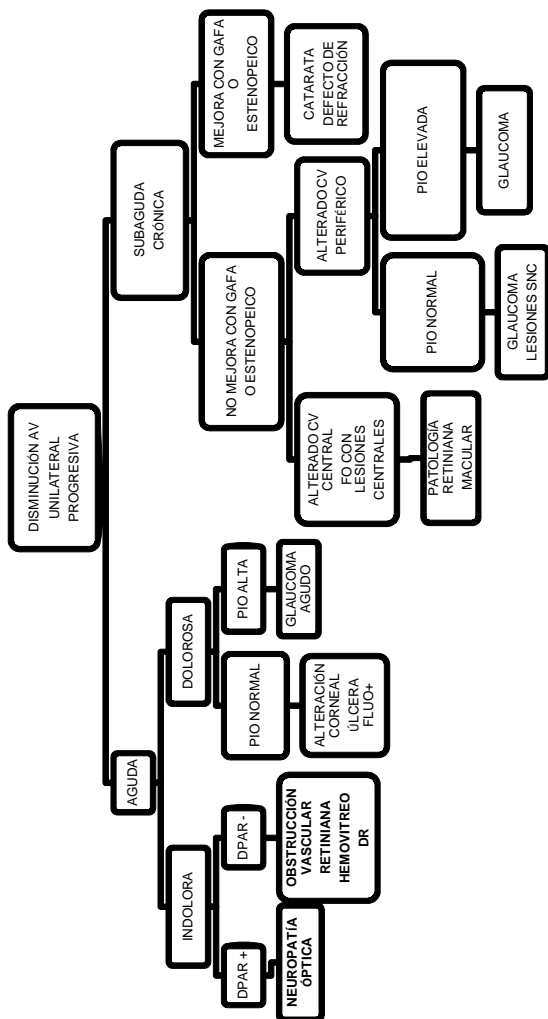 DISMINUCIÓN AV
UNILATERAL
PROGRESIVA
AGUDA
SUBAGUDA
CRÓNICA
INDOLORA
DOLOROSA
NO MEJORA CON GAFA
O ESTENOPEICO
MEJORA CON GAFA
O
ESTENOPEICO
DPAR +
DPAR -
PIO NORMAL
PIO ALTA
ALTERADO CV
CENTRAL
FO CON
LESIONES
CENTRALES
ALTERADO CV
PERIFÉRICO
CATARATA
DEFECTO DE
REFRACCIÓN
NEUROPATÍA
ÓPTICA
OBSTRUCCIÓN
VASCULAR
RETINIANA
HEMOVITREO
DR
ALTERACIÓN
CORNEAL
ÚLCERA
FLUO+
GLAUCOMA
AGUDO
PATOLOGÍA
RETINIANA
MACULAR
PIO NORMAL
PIO ELEVADA
GLAUCOMA
LESIONES SNC
GLAUCOMA